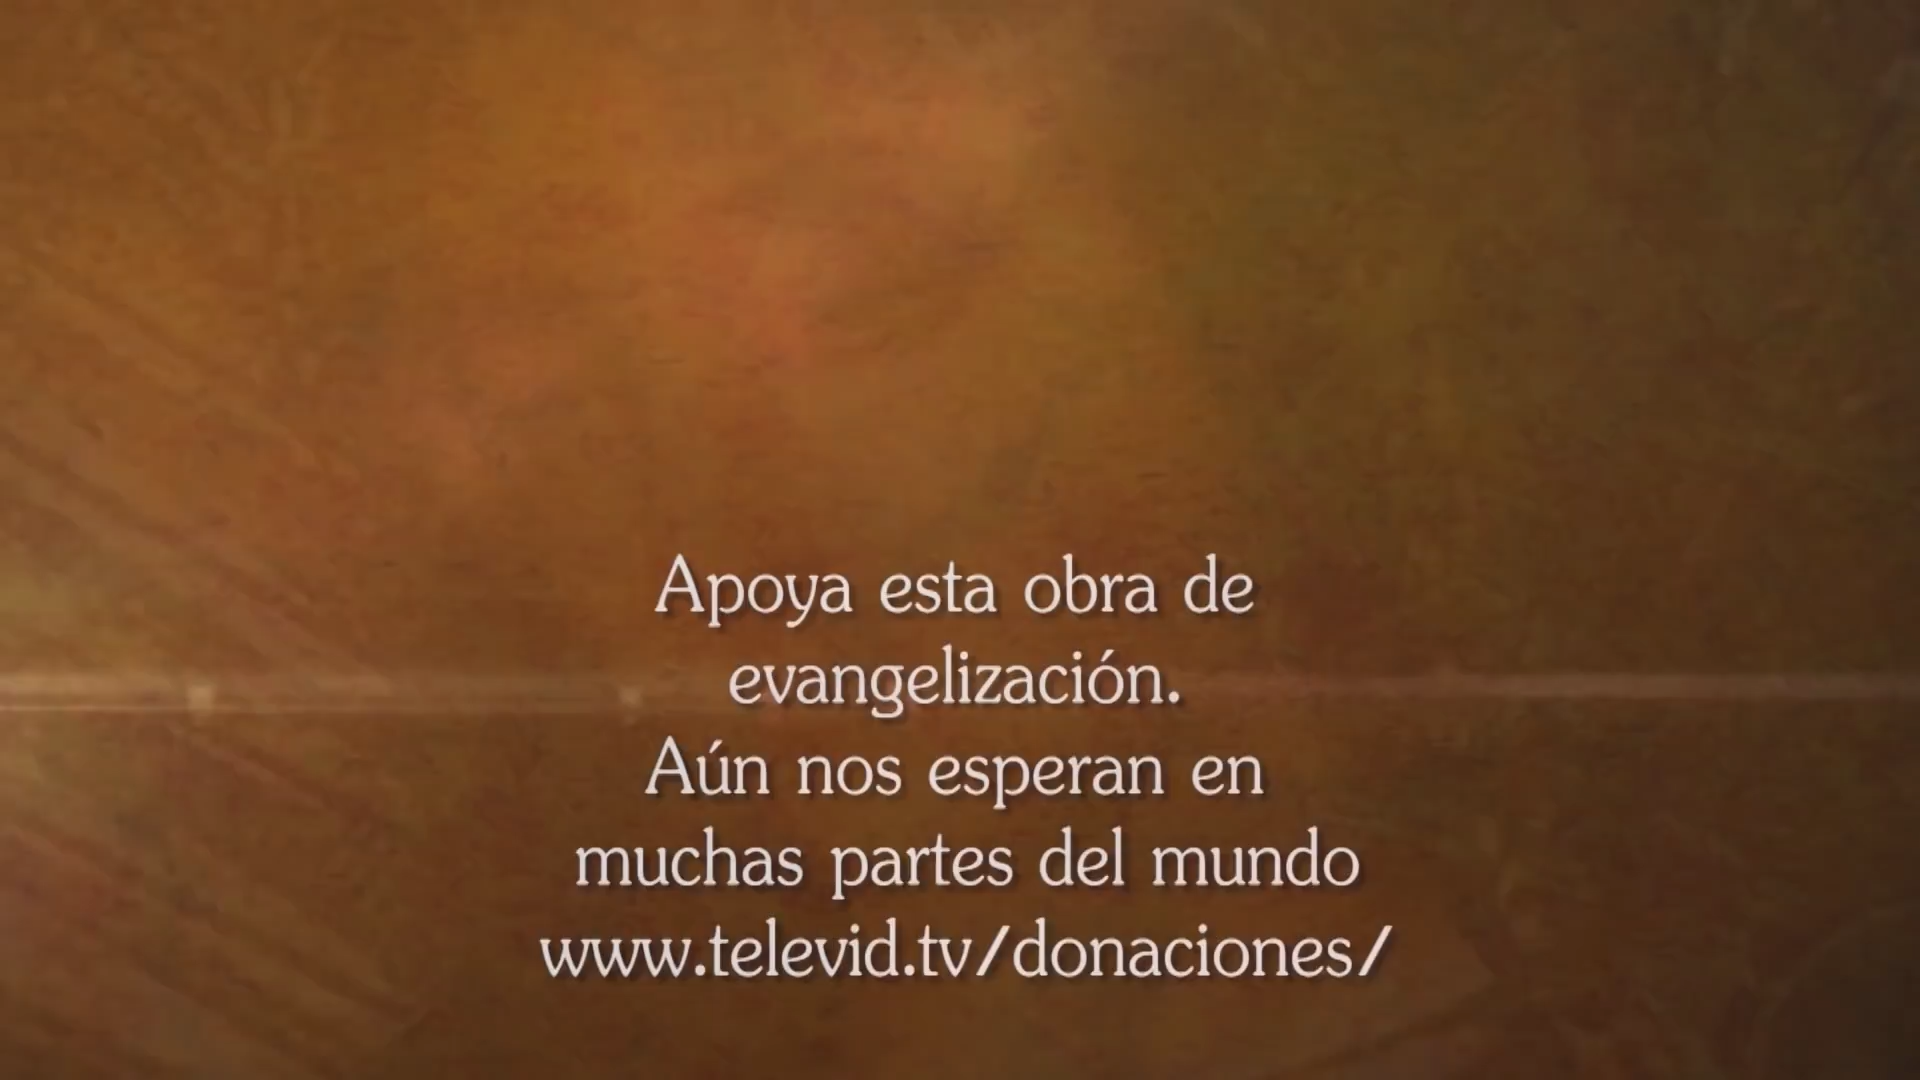 Apoya esta obra de
evangelización.
Aún nos esperan en
muchas partes del mundo
www.televid.tv/donaciones/